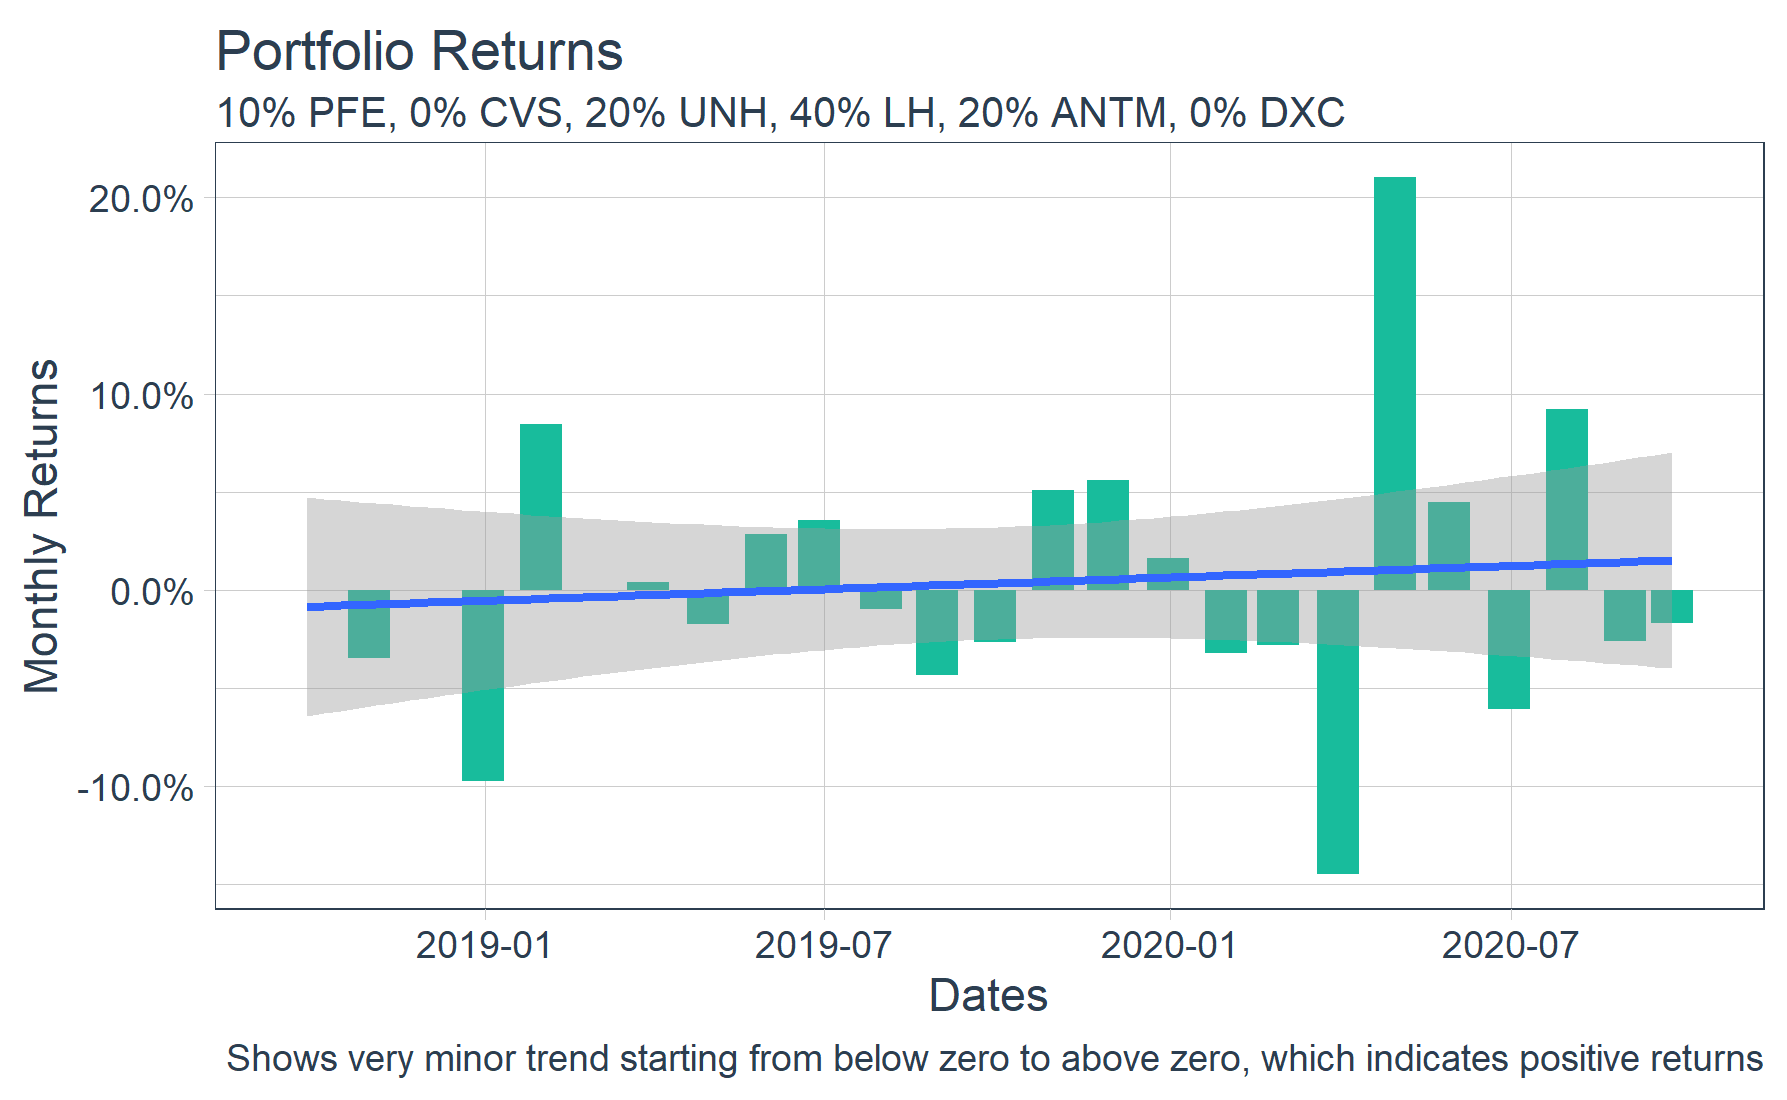 Portfolio Returns
10% PFE, 0% CVS, 20% UNH, 40% LH, 20% ANTM, 0% DXC
Monthly Returns
20.0%
10.0%
0.0%
-10.0%
2019-01 2019-07 2020-01 2020-07
Dates
Shows very minor trend starting from below zero to above zero, which indicates positive returns